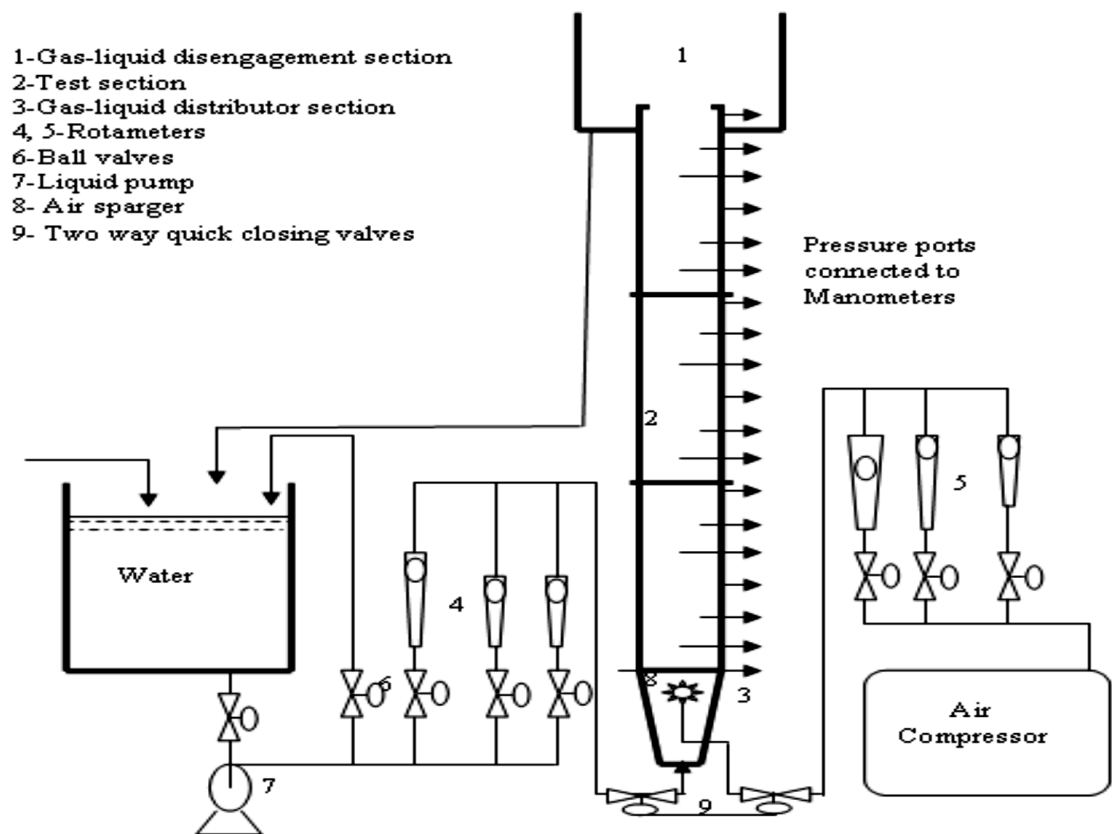 1-Gas-liquid disengagement section
2-Test section
3-Gas-liquid distributor section
4, 5-Rotameters
6-Ball valves
7-Liquid pump
8- Air sparger
9- Two way quick closing valves
1
Pressure ports
connected to
Manometers
2
5
Water
4
6
8
3
Air
Compressor
7
9